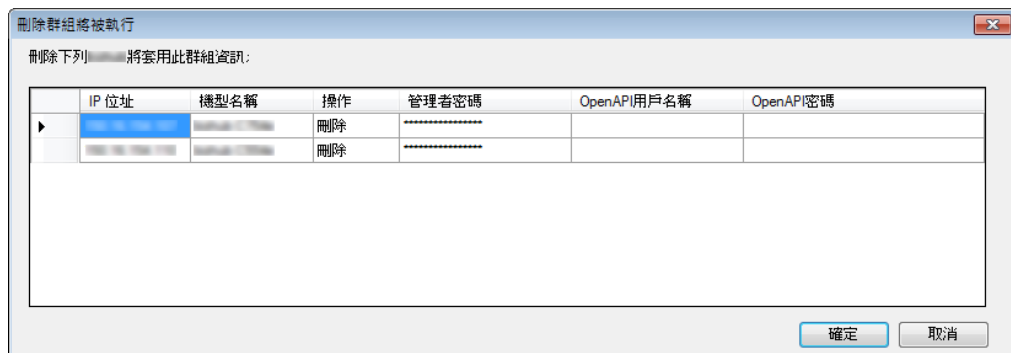 刪除群組將被執行
刪除下列 將套用此群組資訊:
IP 位址 機型名稱 操作 管理者密碼 OpenAPI用戶名稱 OpenAPI密碼
刪除 ****************
刪除 ****************
確定 取消